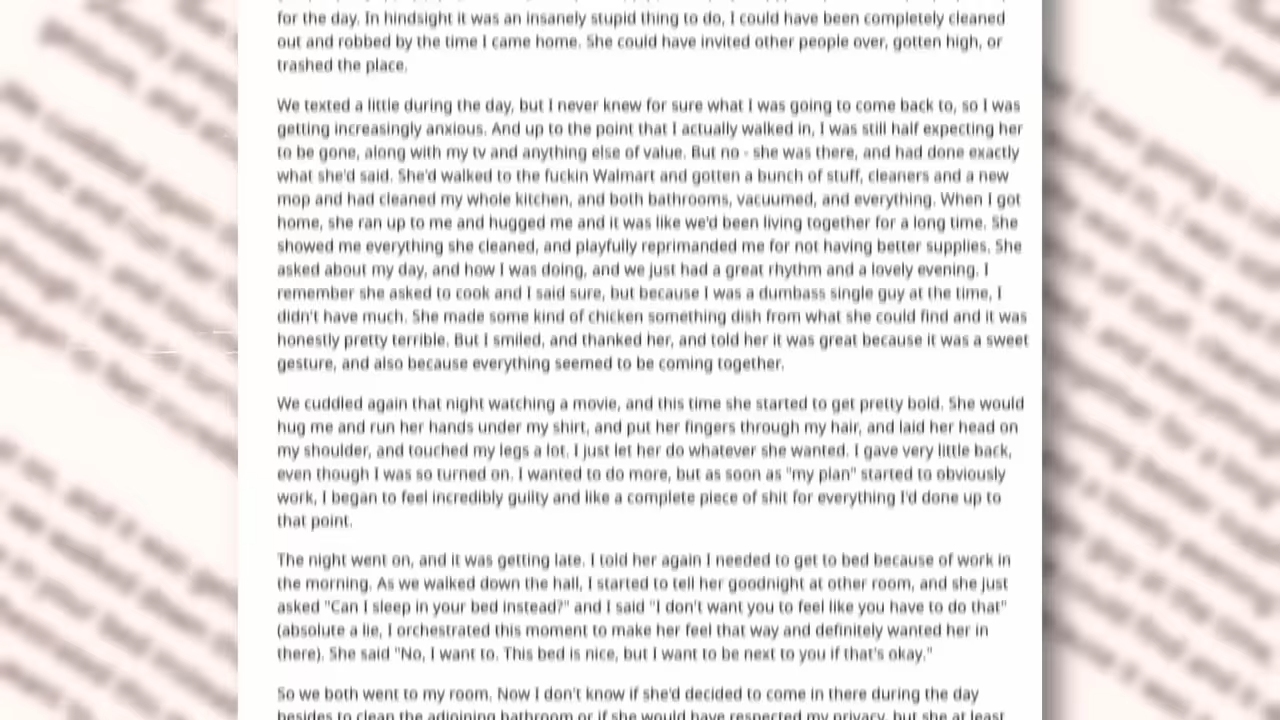 for the day. In hindsight it was an insanely stupid thing to do, I could have been completely cleaned
out and robbed by the time I came home. She could have invited other people over, gotten high, or
trashed the place.
We texted a little during the day, but I never knew for sure what I was going to come back to, so I was
getting increasingly anxious. And up to the point that I actually walked in, I was still half expecting her
to be gone, along with my tv and anything else of value. But no - she was there, and had done exactly
what she'd said. She'd walked to the fuckin Walmart and gotten a bunch of stuff, cleaners and a new
mop and had cleaned my whole kitchen, and both bathrooms, vacuumed, and everything. When I got
home, she ran up to me and hugged me and it was like we'd been living together for a long time. She
showed me everything she cleaned, and playfully reprimanded me for not having better supplies. She
asked about my day, and how I was doing, and we just had a great rhythm and a lovely evening. I
remember she asked to cook and I said sure, but because I was a dumbass single guy at the time, I
didn't have much. She made some kind of chicken something dish from what she could find and it was
honestly pretty terrible. But I smiled, and thanked her, and told her it was great because it was a sweet
gesture, and also because everything seemed to be coming together.
We cuddled again that night watching a movie, and this time she started to get pretty bold. She would
hug me and run her hands under my shirt, and put her fingers through my hair, and laid her head on
my shoulder, and touched my legs a lot. I just let her do whatever she wanted. I gave very little back,
even though I was so turned on. I wanted to do more, but as soon as "my plan" started to obviously
work, I began to feel incredibly guilty and like a complete piece of shit for everything I'd done up to
that point.
The night went on, and it was getting late. I told her again I needed to get to bed because of work in
the morning. As we walked down the hall, I started to tell her goodnight at other room, and she just
asked "Can I sleep in your bed instead?" and I said "I don't want you to feel like you have to do that"
(absolute a lie, I orchestrated this moment to make her feel that way and definitely wanted her in
there). She said "No, I want to. This bed is nice, but I want to be next to you if that's okay."
So we both went to my room. Now I don't know if she'd decided to come in there during the day
besides to clean the adjoining bathroom or if she would have respected my privacy, but she at least